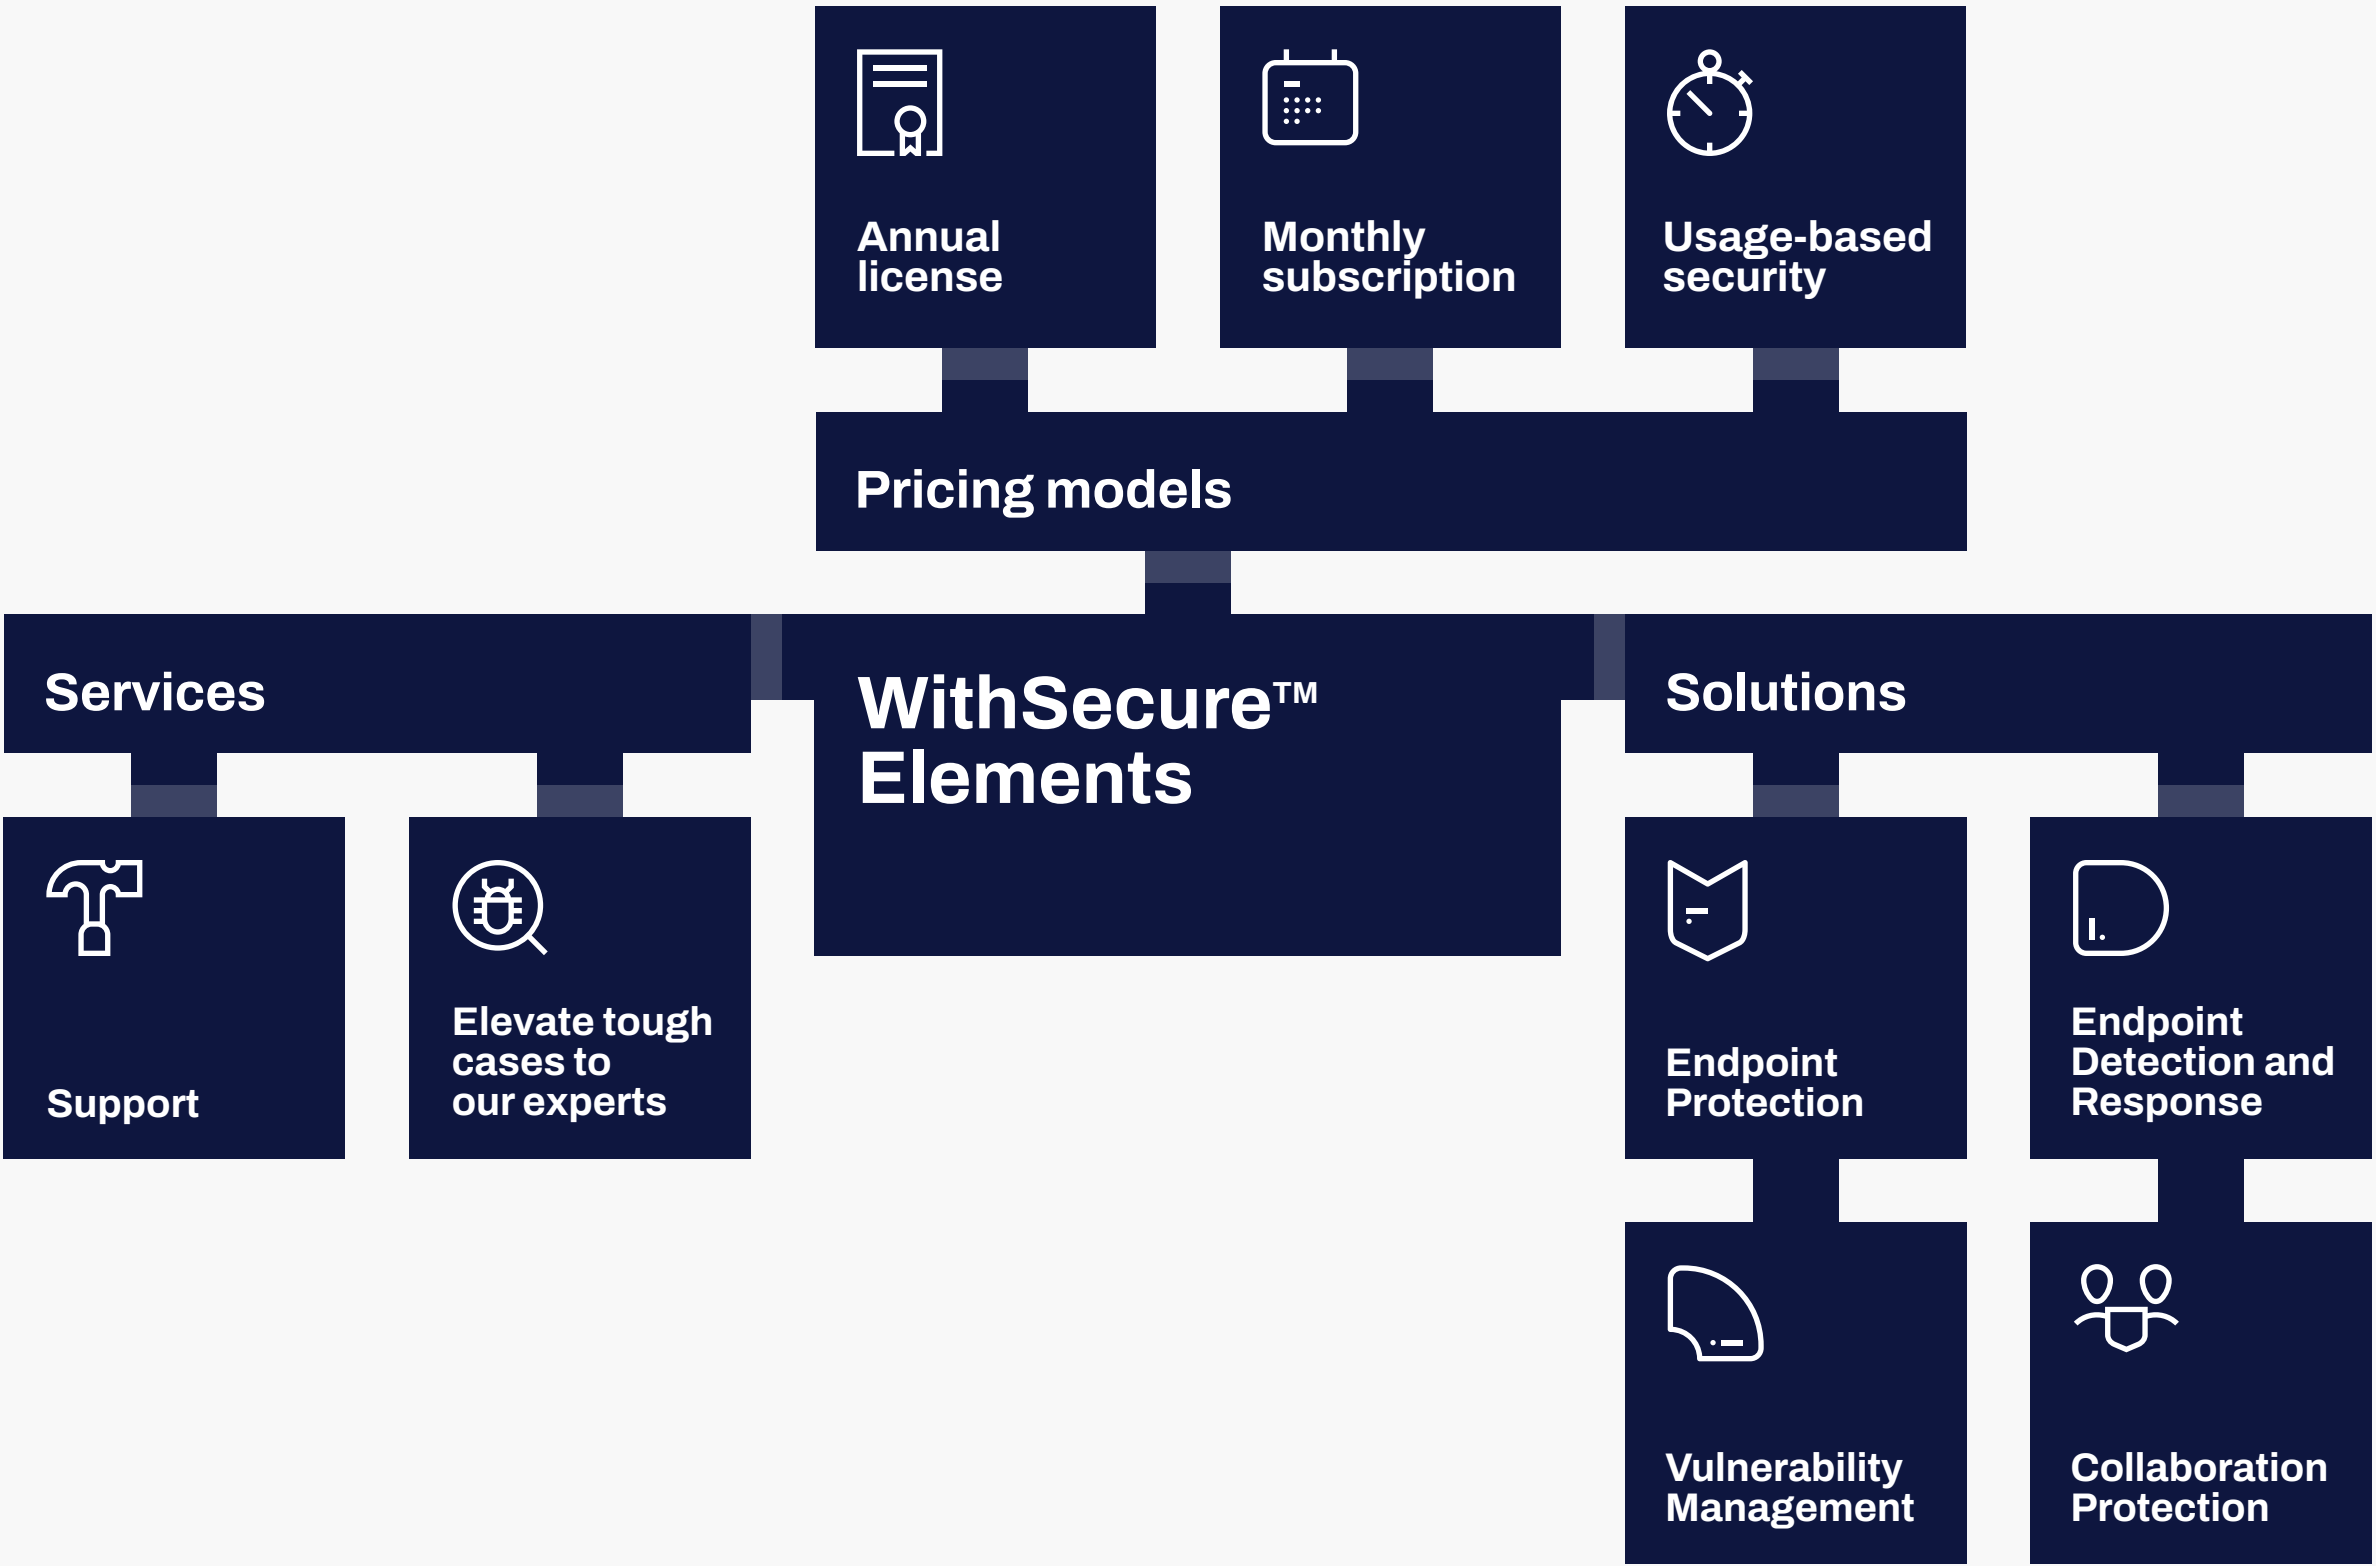 Annual
license
Monthly
subscription
Usage-based
security
Pricing models
Services
WithSecure™
Elements
Solutions
Support
Elevate tough
cases to
our experts
Endpoint
Protection
Endpoint
Detection and
Response
Vulnerability
Management
Collaboration
Protection